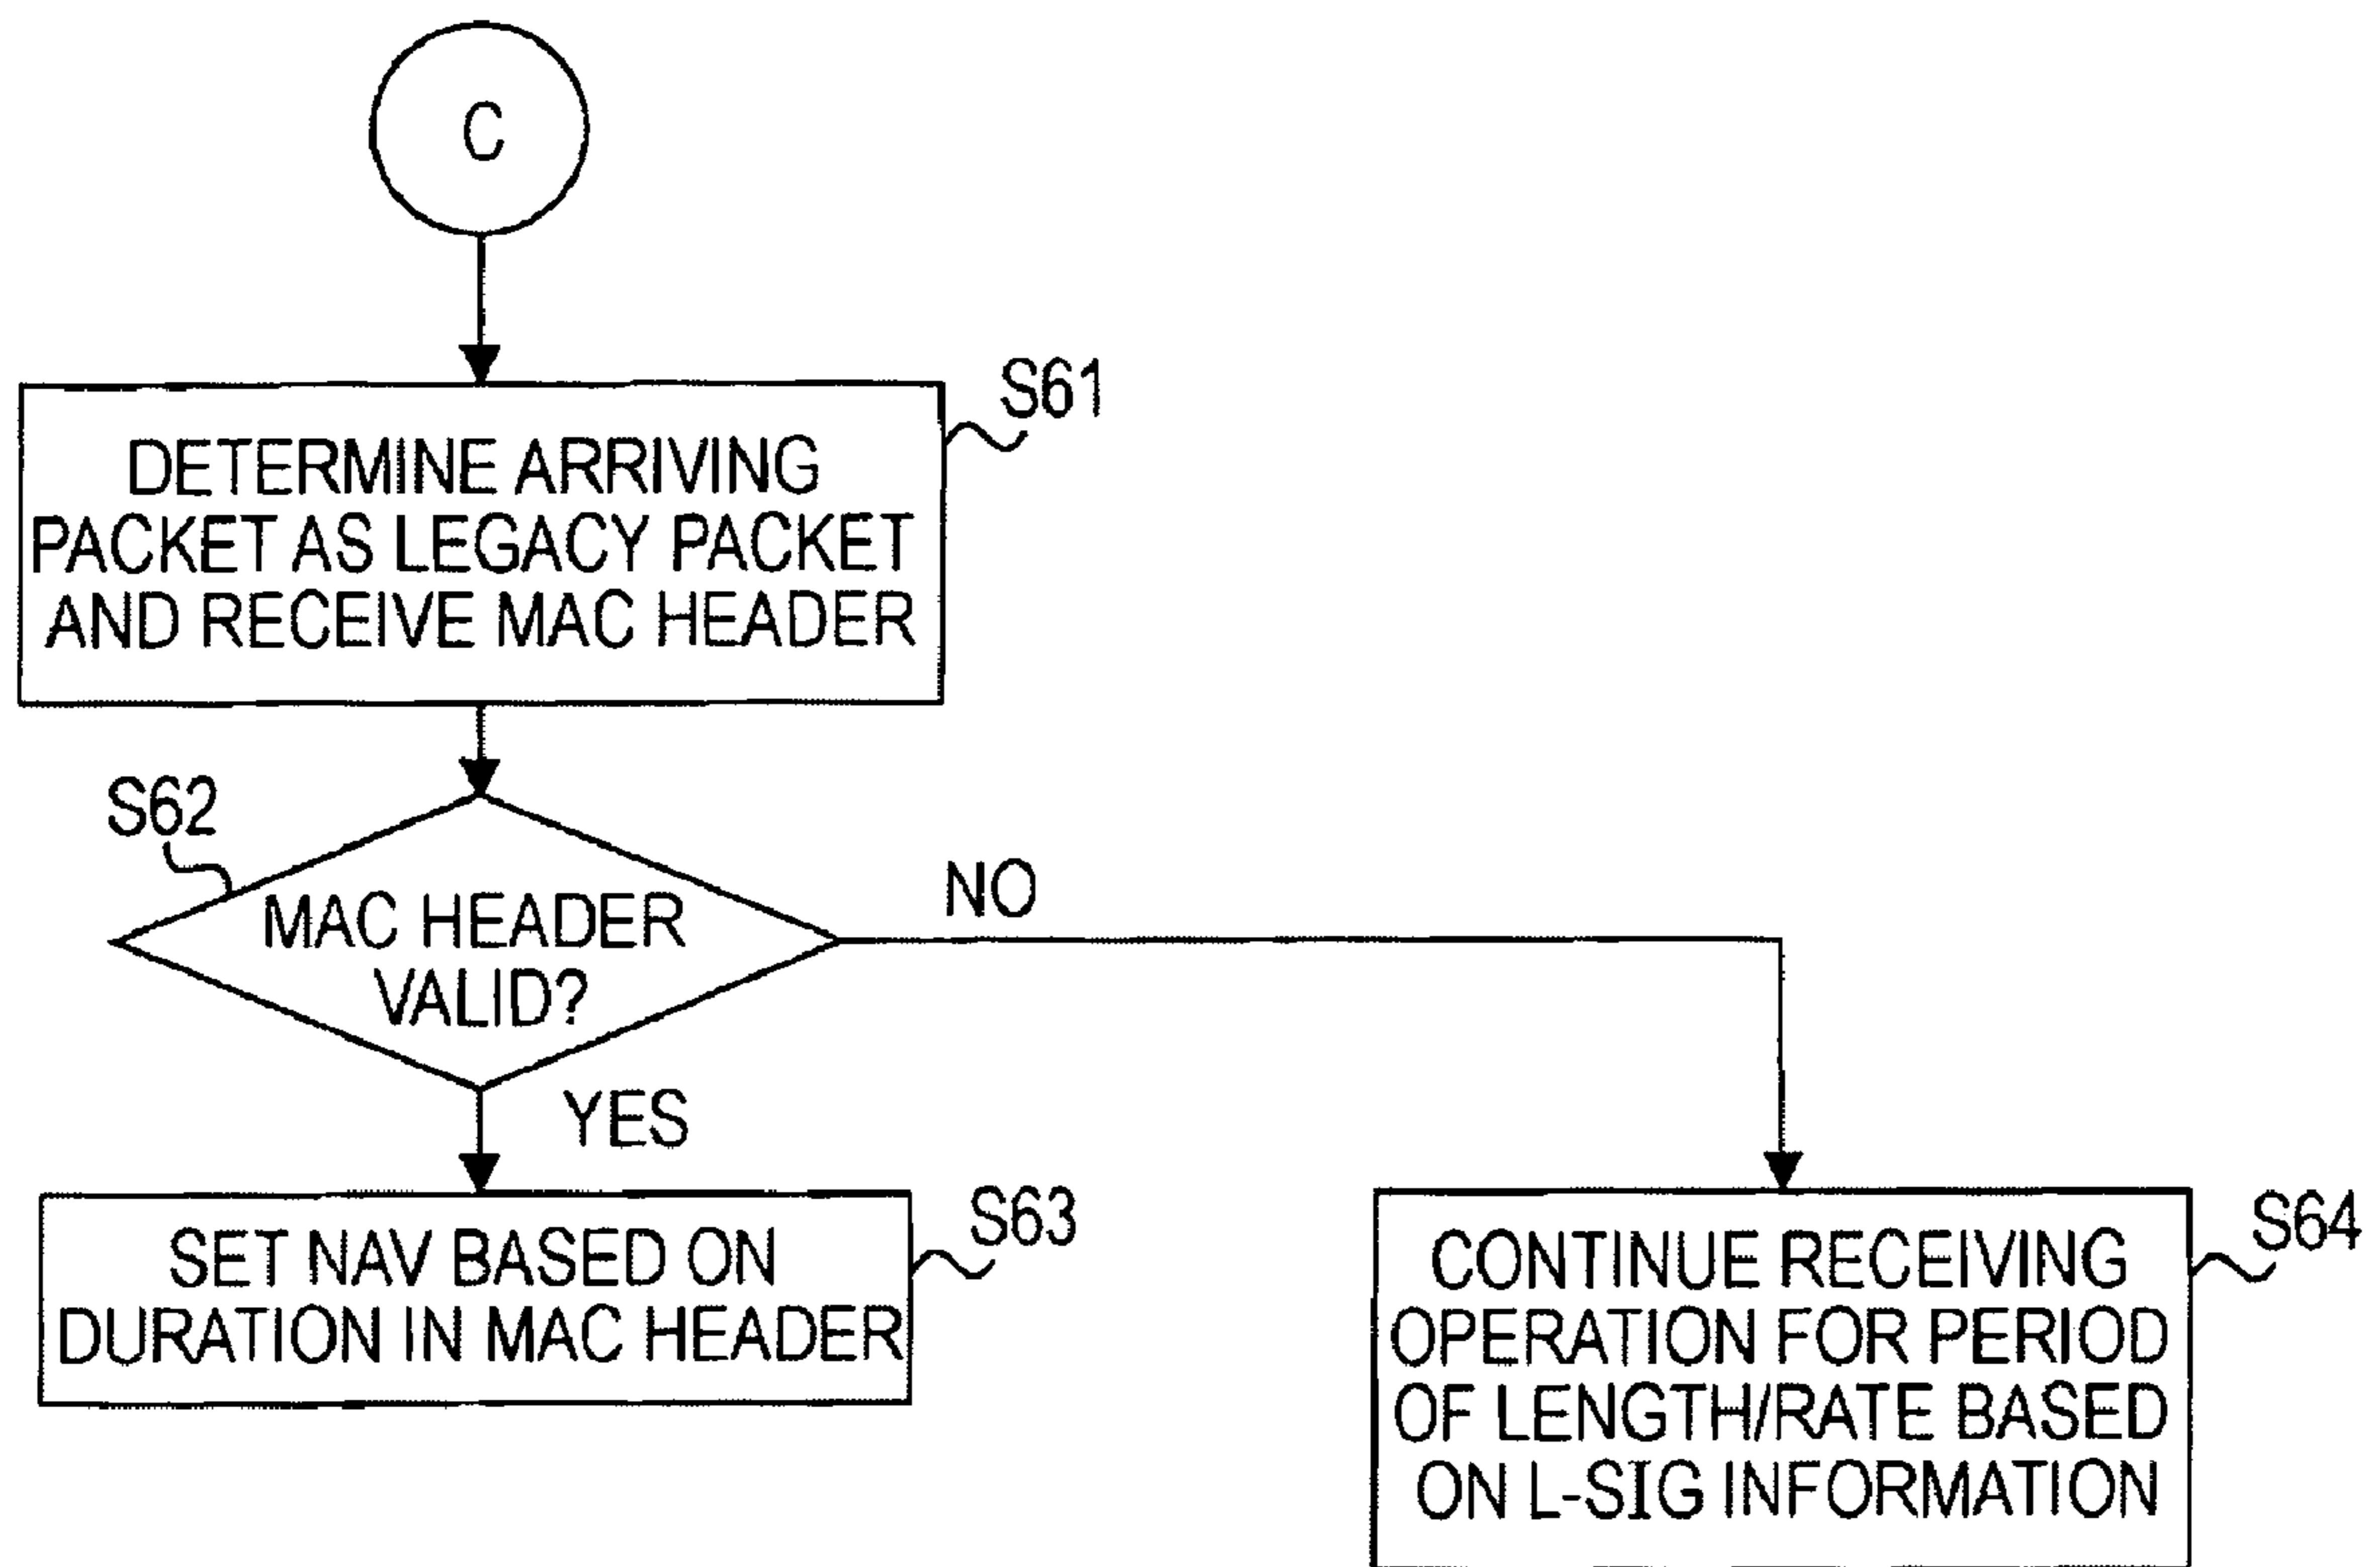 C
S61
DETERMINE ARRIVING
PACKET AS LEGACY PACKET
AND RECEIVE MAC HEADER
S62
MAC HEADER
VALID?
NO
YES
S63
SET NAV BASED ON
DURATION IN MAC HEADER
S64
CONTINUE RECEIVING
OPERATION FOR PERIOD
OF LENGTH/RATE BASED
ON L-SIG INFORMATION